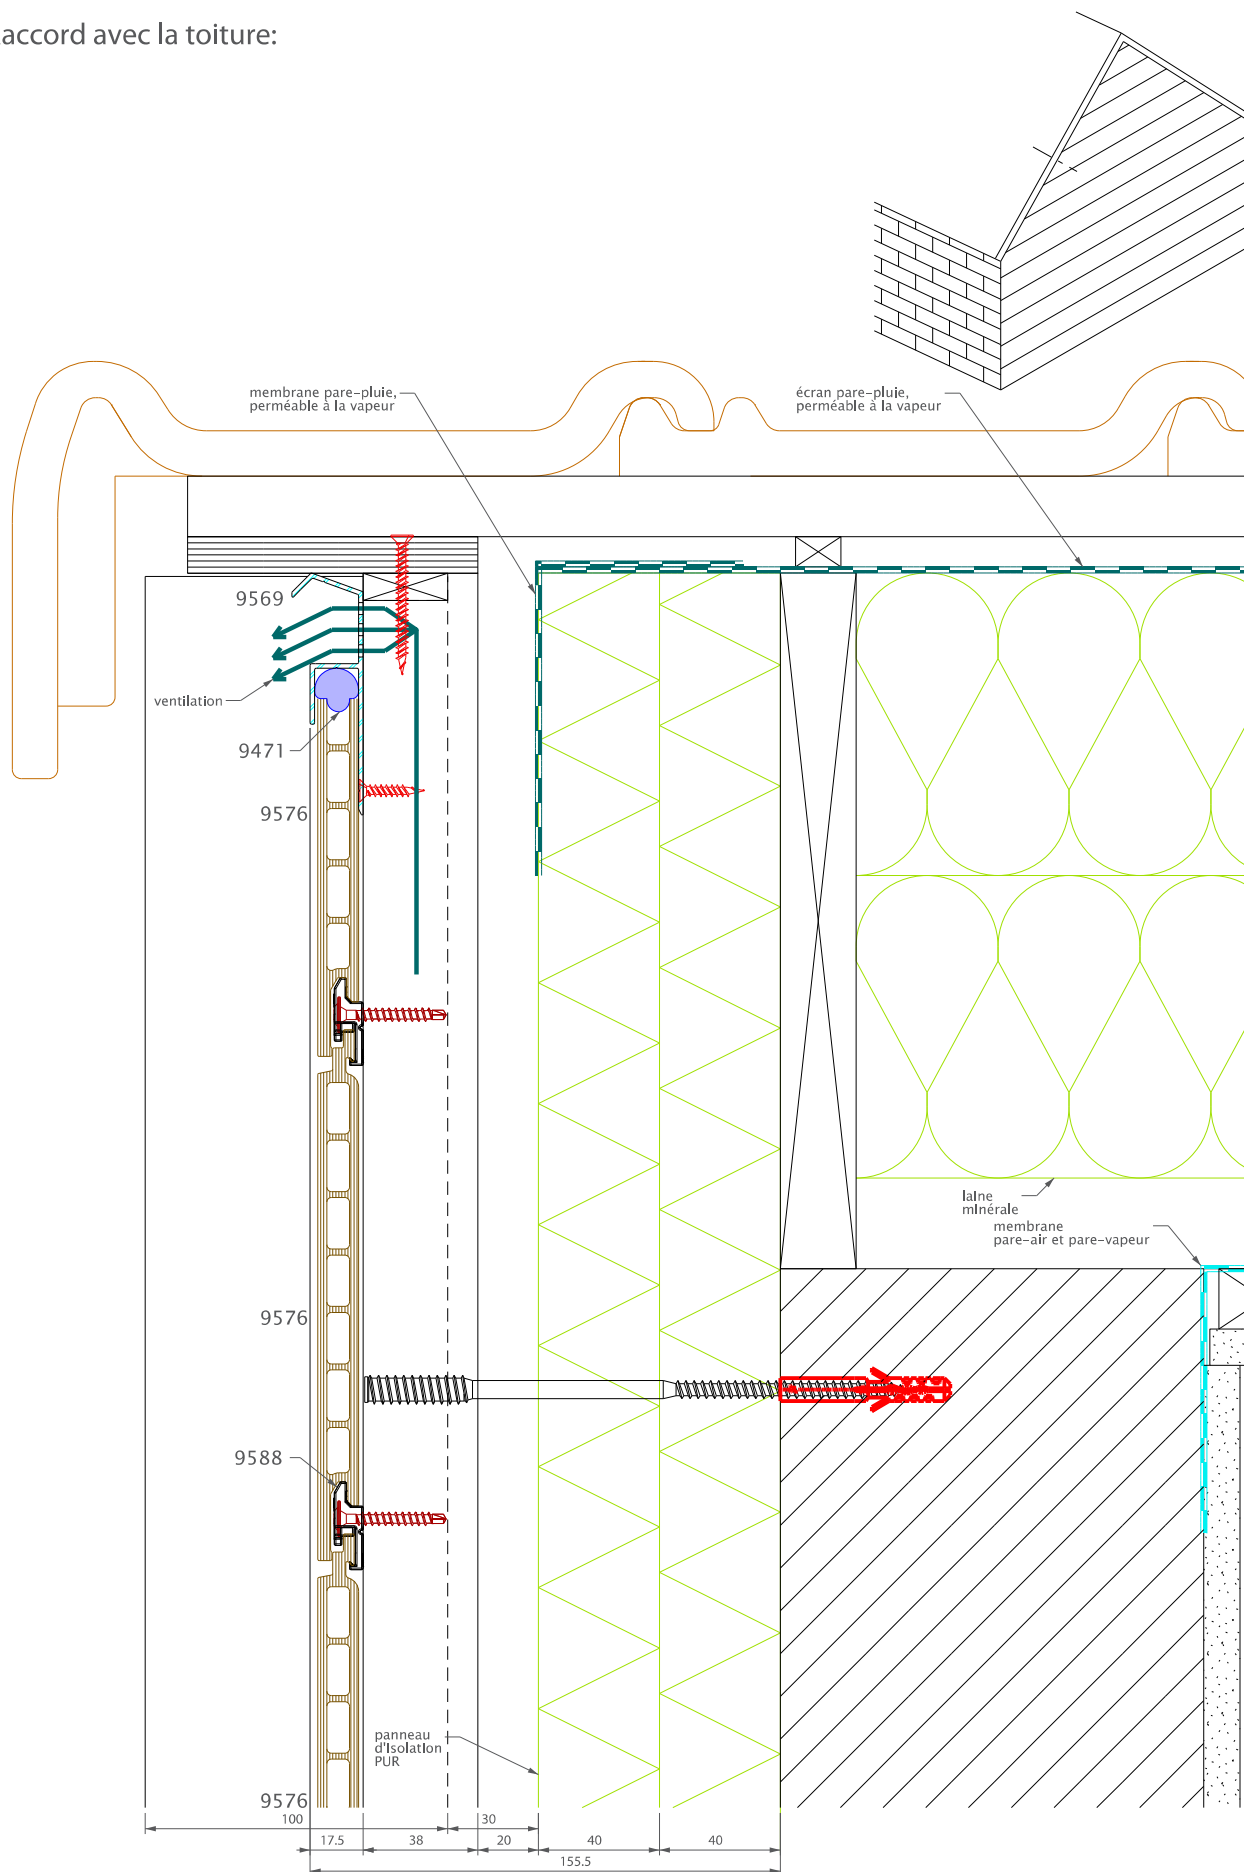 accord avec la toiture:
membrane pare-pluie,
perméable à la vapeur
écran pare-pluie,
perméable à la vapeur
9569
ventilation
9471
9576
laine
minérale
membrane
pare-air et pare-vapeur
9576
9588
panneau
d'isolation
PUR
9576
100
30
17.5
38
20
40
40
155.5